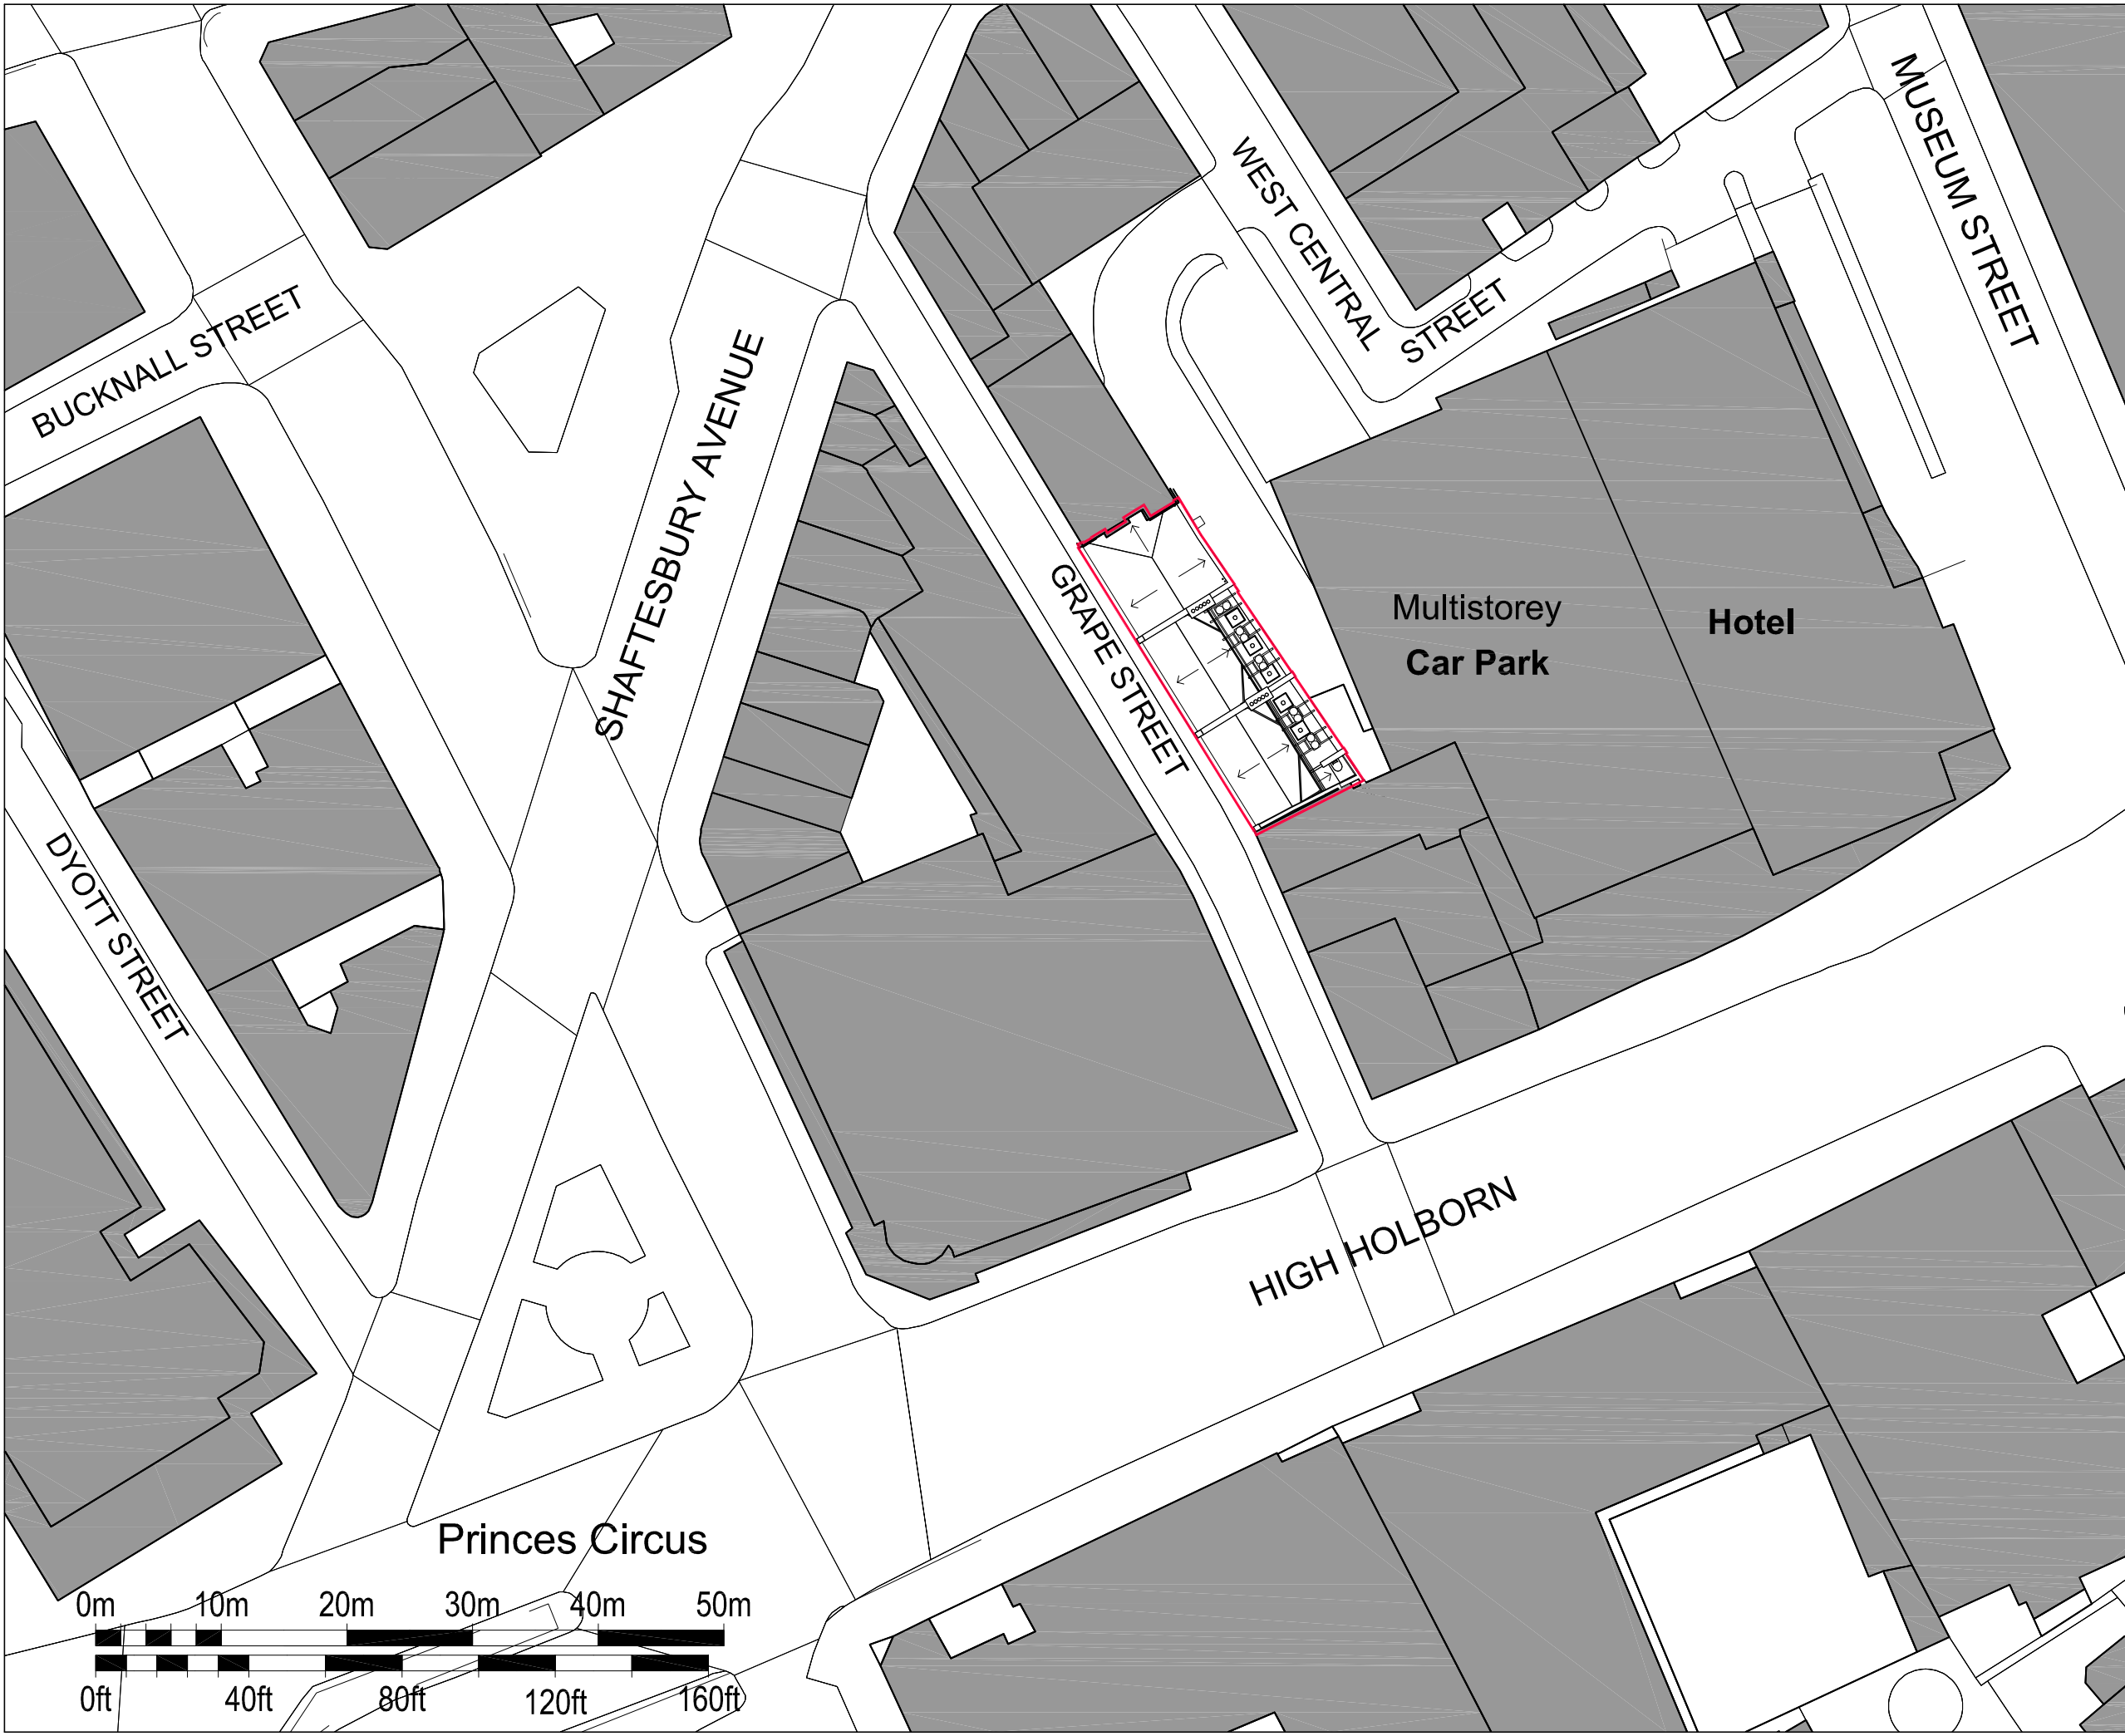 MUSEUM STREET
WEST CENTRAL
STREET
BUCKNALL STREET
SHAFTESBURY AVENUE
GRAPE STREET
Multistorey
Car Park
Hotel
DYOTT STREET
HIGH HOLBORN
Princes Circus
0m 10m 20m 30m 40m 50m
0ft 40ft 80ft 120ft 160ft